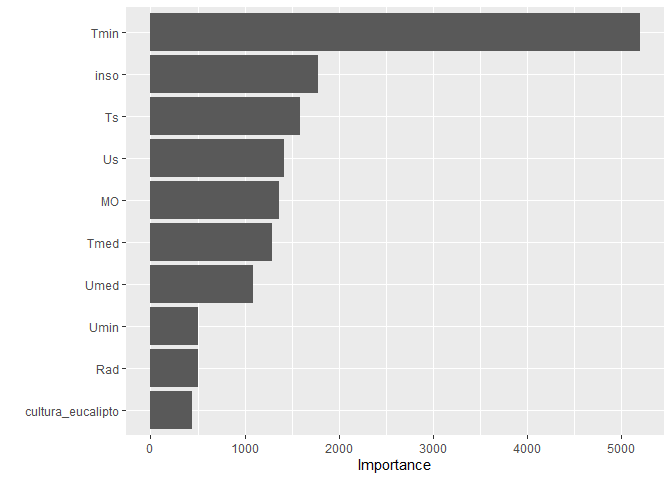 Tmin
inso
Ts
Us
MO
Tmed
Umed
Umin
Rad
cultura_eucalipto
0 1000 2000 3000 4000 5000
Importance